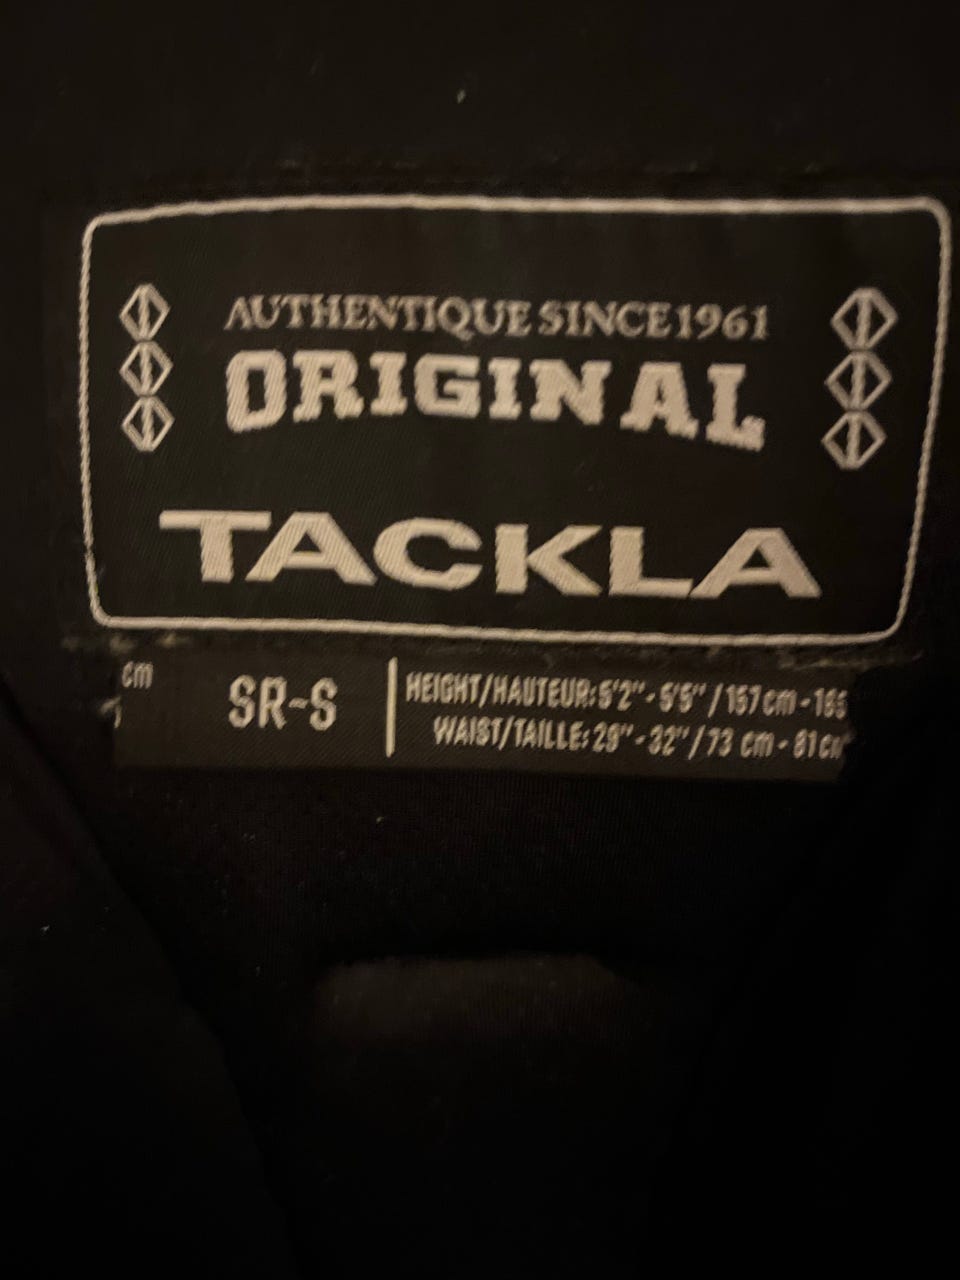 AUTHENTIQUE SINCE 1961
ORIGINAL
TACKLA
cm
SR-S
HEIGHT/HAUTEUR: 5'2" - 5'5" / 157 cm - 165
WAIST/TAILLE: 29" - 32" / 73 cm - 81 cm